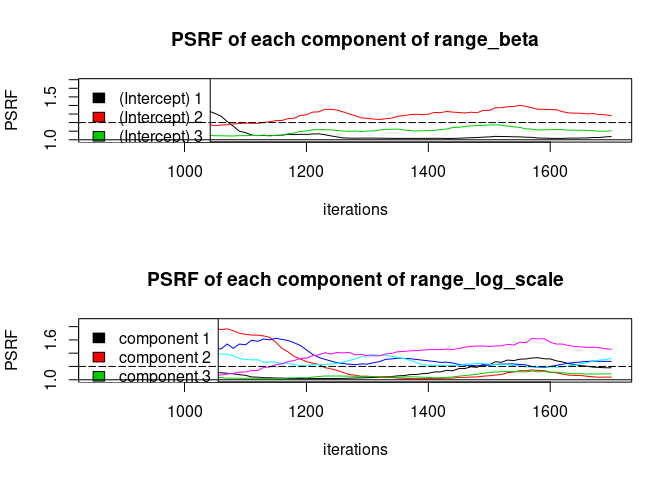 PSRF of each component of range_beta
PSRF
1.5
1.0
(Intercept) 1
(Intercept) 2
(Intercept) 3
1000 1200 1400 1600
iterations
PSRF of each component of range_log_scale
PSRF
1.6
1.0
component 1
component 2
component 3
1000 1200 1400 1600
iterations